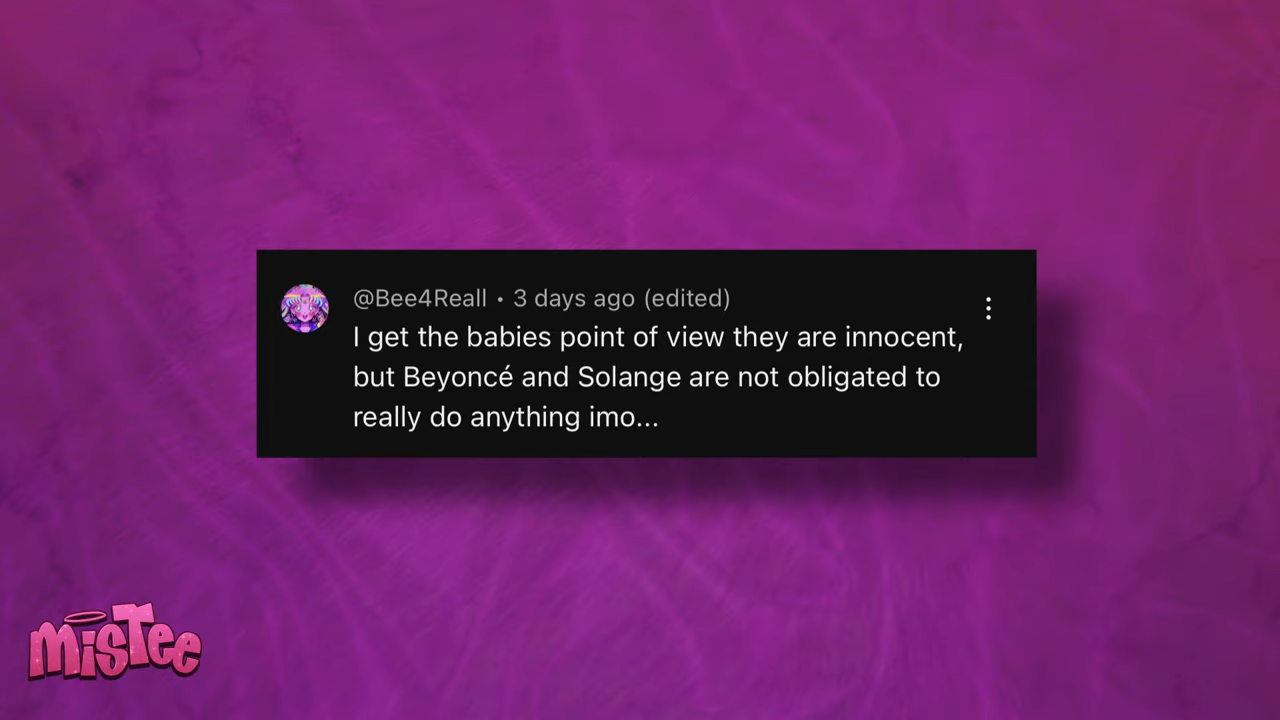 @Bee4Reall • 3 days ago (edited)
I get the babies point of view they are innocent,
but Beyoncé and Solange are not obligated to
really do anything imo...
MisTee